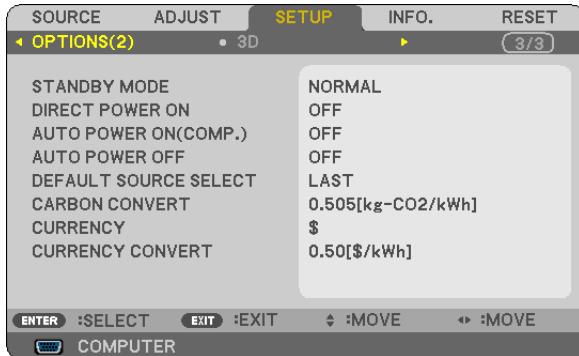 SOURCE ADJUST SETUP INFO. RESET
OPTIONS(2) 3D 3/3
STANDBY MODE NORMAL
DIRECT POWER ON OFF
AUTO POWER ON(COMP.) OFF
AUTO POWER OFF OFF
DEFAULT SOURCE SELECT LAST
CARBON CONVERT 0.505[kg-CO2/kWh]
CURRENCY $
CURRENCY CONVERT 0.50[$/kWh]
ENTER :SELECT EXIT :EXIT :MOVE :MOVE
COMPUTER